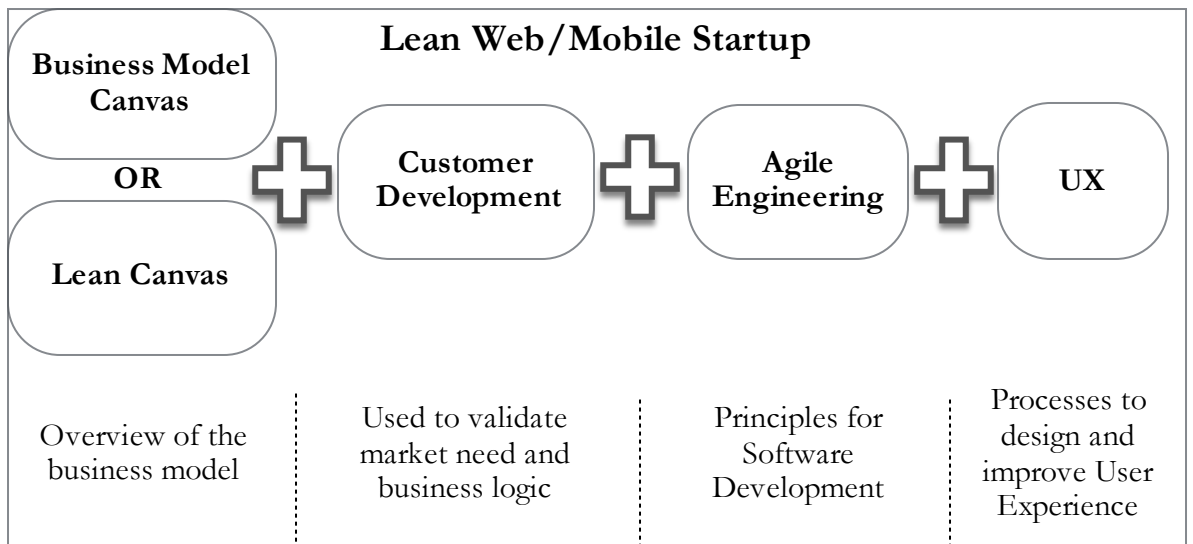 Lean Web/Mobile Startup
Business Model
Canvas
OR
Lean Canvas
Customer
Development
Agile
Engineering
UX
Overview of the
business model
Used to validate
market need and
business logic
Principles for
Software
Development
Processes to
design and
improve User
Experience